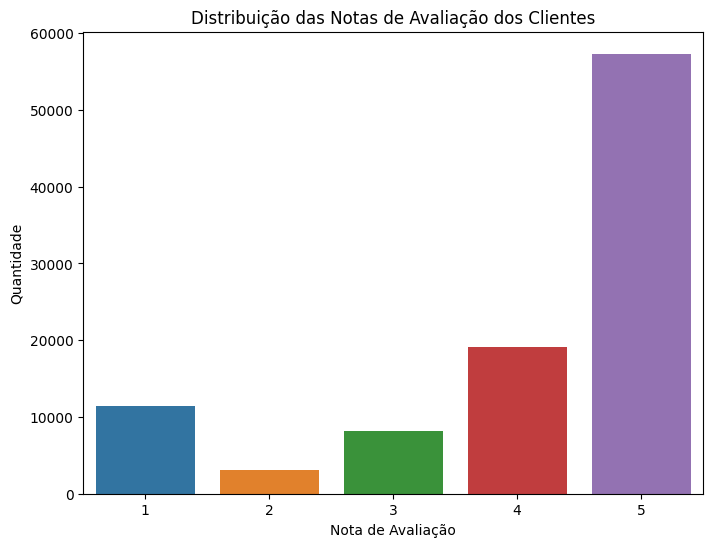 Distribuição das Notas de Avaliação dos Clientes
60000
50000
40000
30000
20000
10000
0
Quantidade
1 2 3 4 5
Nota de Avaliação